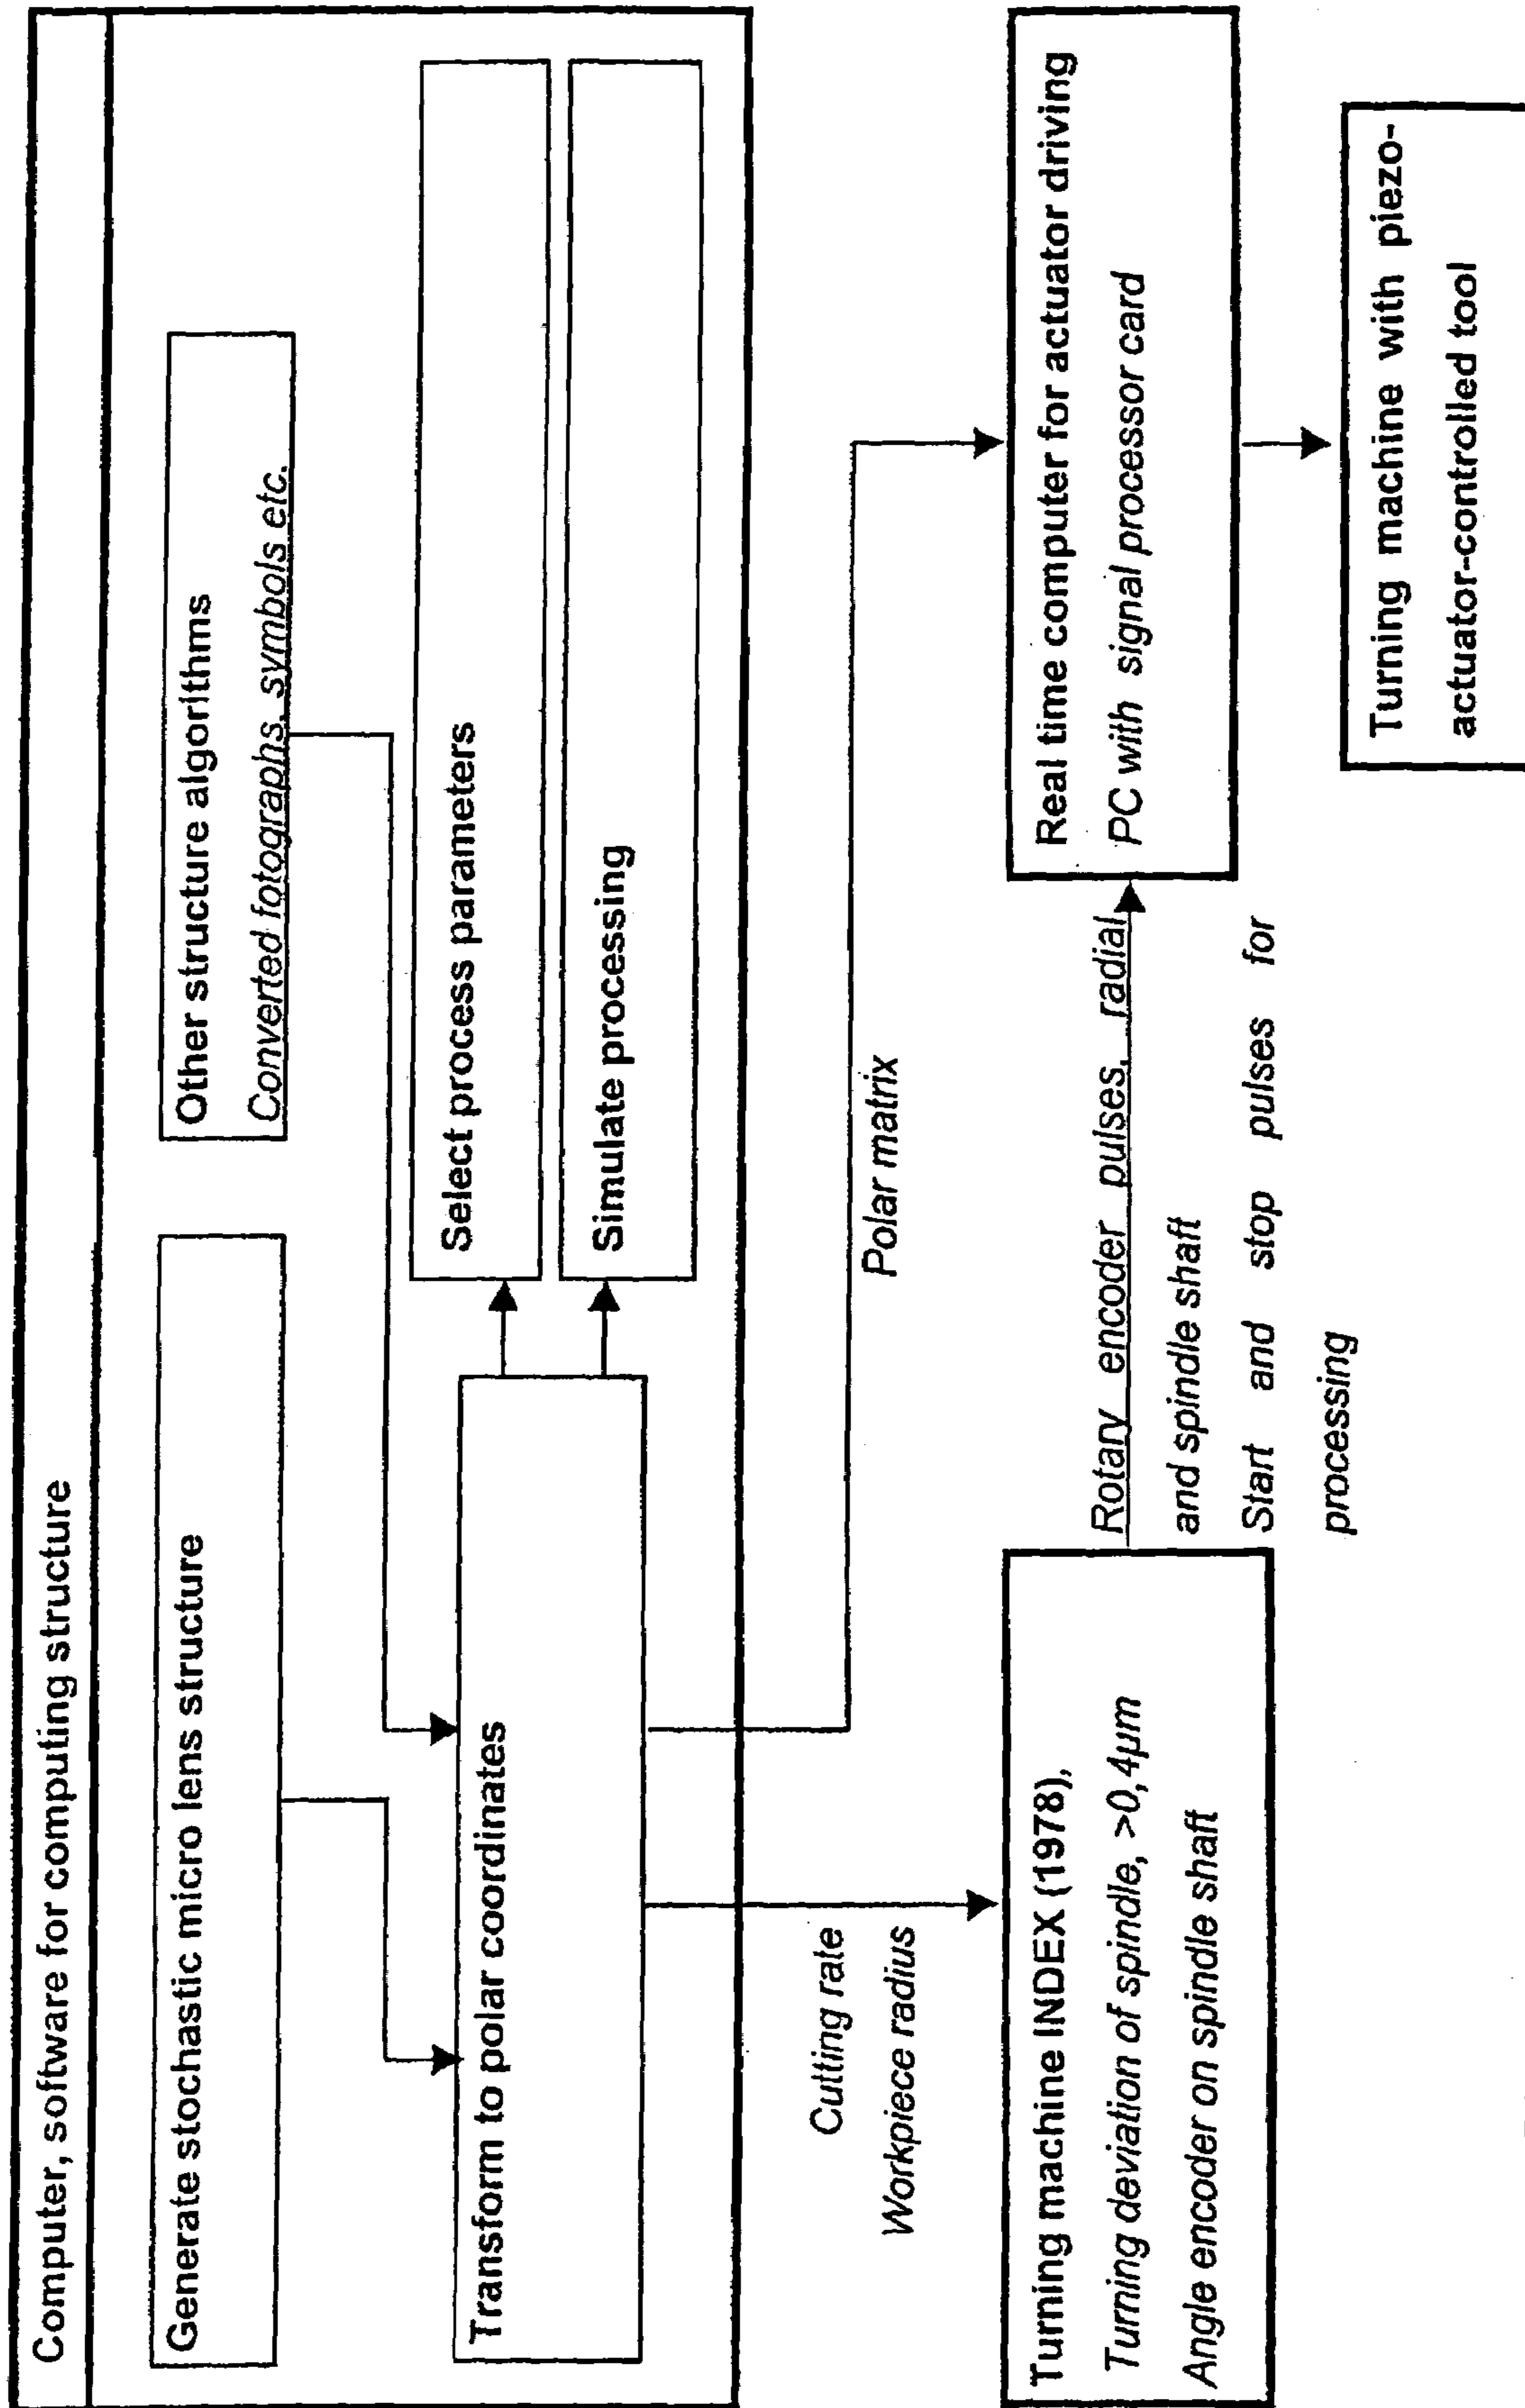 Computer, software for computing structure
Generate stochastic micro lens structure
Other structure algorithms
Converted fotographs, symbols etc.
Transform to polar coordinates
Select process parameters
Simulate processing
Cutting rate
Workpiece radius
Polar matrix
Turning machine INDEX (1978),
Turning deviation of spindle, >0,4µm
Angle encoder on spindle shaft
Rotary encoder pulses, radial
and spindle shaft
Start and stop pulses for
processing
Real time computer for actuator driving
PC with signal processor card
Turning machine with piezo-
actuator-controlled tool